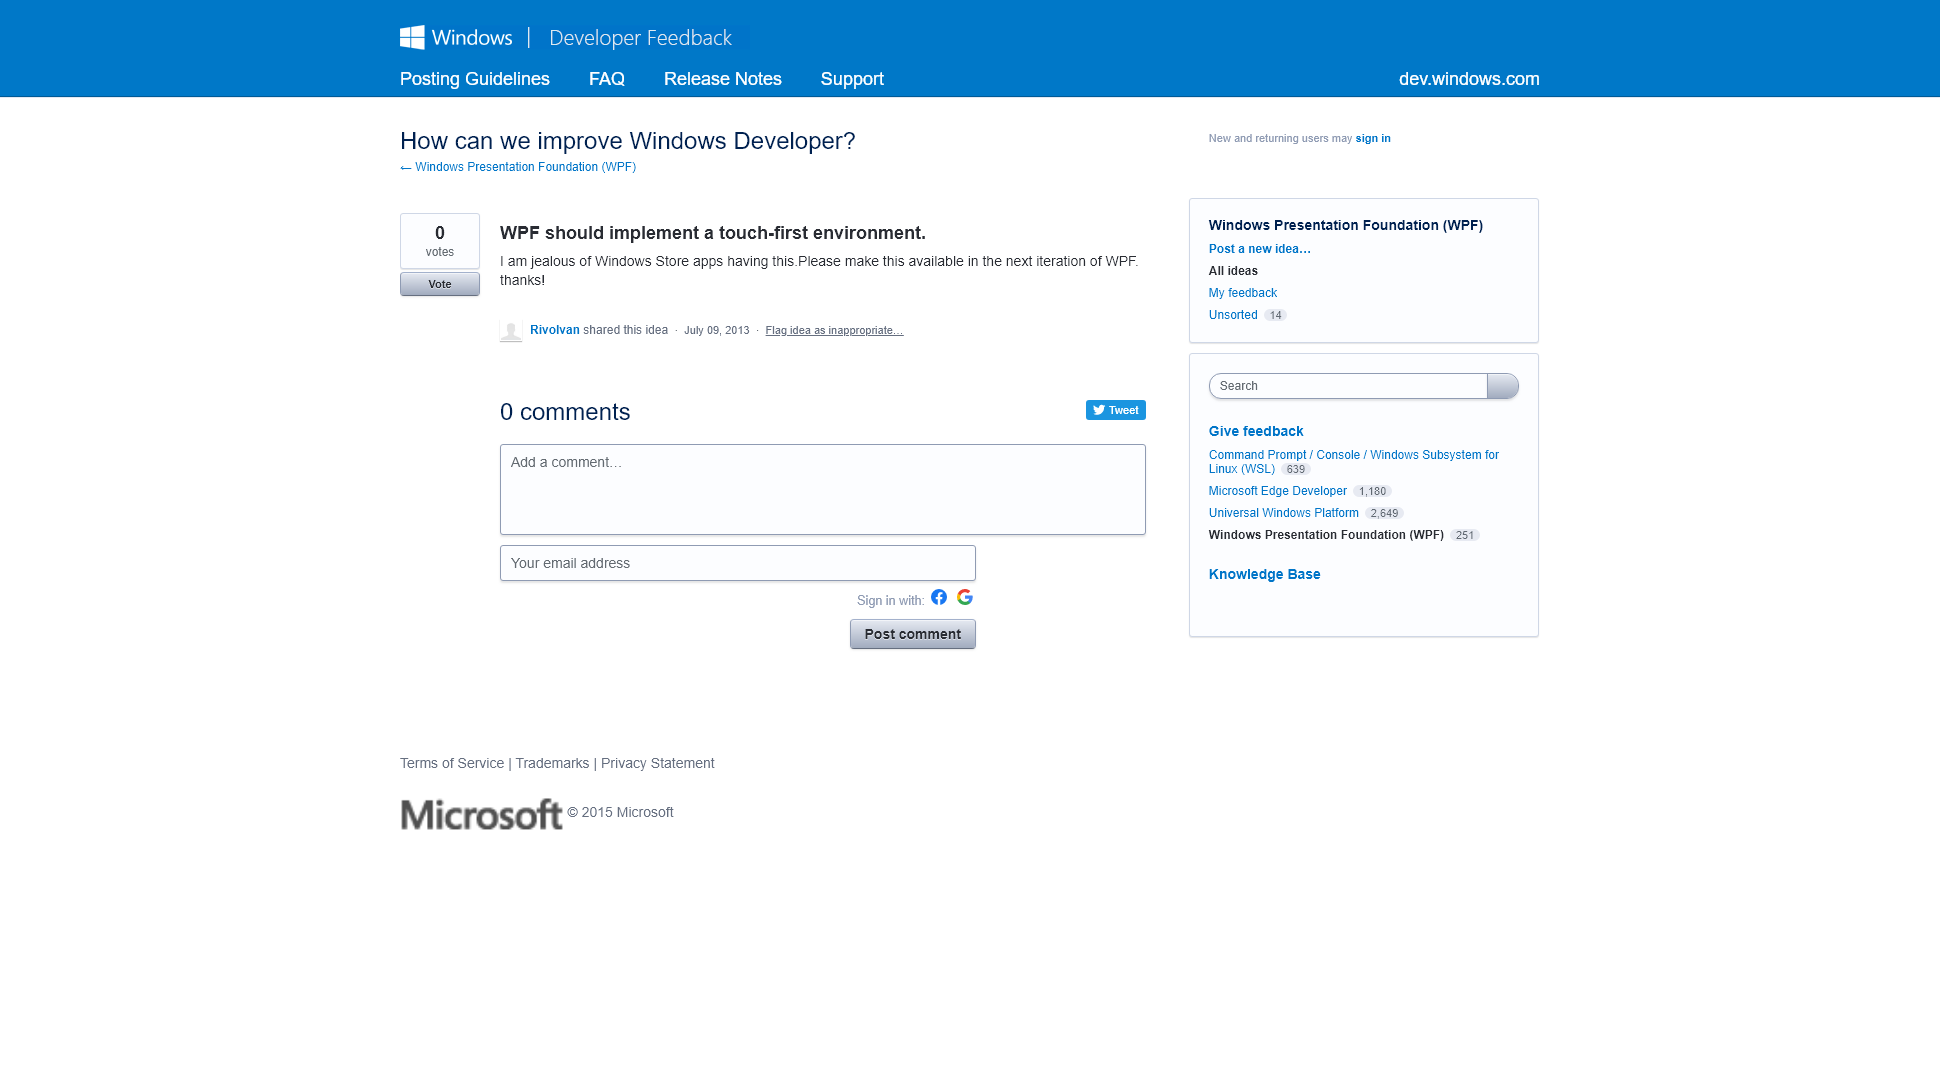 Windows | Developer Feedback
Posting Guidelines FAQ Release Notes Support dev.windows.com
How can we improve Windows Developer?
← Windows Presentation Foundation (WPF)
New and returning users may sign in
0
votes
Vote
WPF should implement a touch-first environment.
I am jealous of Windows Store apps having this.Please make this available in the next iteration of WPF.
thanks!
Rivolvan shared this idea · July 09, 2013 · Flag idea as inappropriate…
0 comments
Tweet
Add a comment…
Your email address
Sign in with:
Post comment
Windows Presentation Foundation (WPF)
Post a new idea…
All ideas
My feedback
Unsorted 14
Search
Give feedback
Command Prompt / Console / Windows Subsystem for
Linux (WSL) 639
Microsoft Edge Developer 1,180
Universal Windows Platform 2,649
Windows Presentation Foundation (WPF) 251
Knowledge Base
Terms of Service | Trademarks | Privacy Statement
Microsoft © 2015 Microsoft